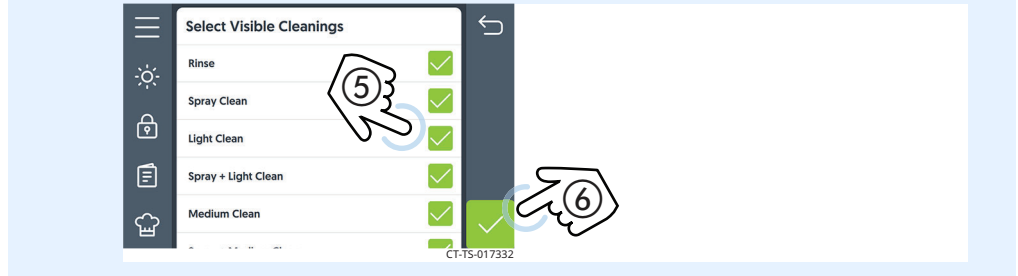 Select Visible Cleanings
Rinse
5
Spray Clean
Light Clean
Spray + Light Clean
6
Medium Clean
CT-TS-017332